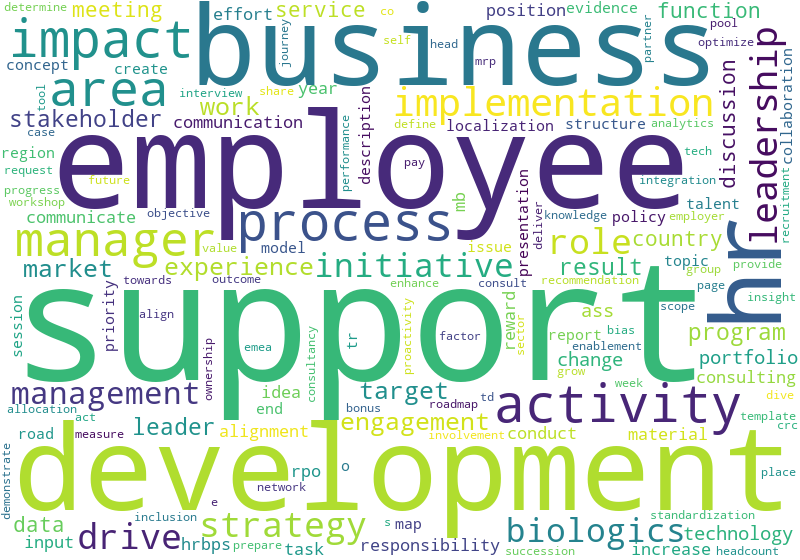 determine
meeting
effort
service
co
position
evidence
function
pool
impact
business
concept
create
journey
self
head
mrp
partner
optimize
area
interview
share
year
tool
work
implementation
stakeholder
communication
define
localization
structure
analytics
discussion
leadership
collaboration
case
region
request
employee
performance
description
pay
tech
integration
recruitment
progress
future
workshop
communicate
objective
process
mb
presentation
deliver
knowledge
policy
talent
employer
hr
manager
value
model
issue
role
country
market
experience
initiative
result
topic
group
provide
priority
towards
outcome
enhance
consult
recommendation
page
insight
session
align
support
scope
ownership
emea
consultancy
tr
proactivity
factor
reward
sector
ass
report
bias
enablement
program
change
portfolio
management
idea
end
target
grow
week
consulting
allocation
act
bonus
roadmap
td
activity
template
dive
road
measure
leader
alignment
engagement
involvement
conduct
material
crc
demonstrate
development
rpo
o
place
network
data
e
inclusion
strategy
s
map
biologics
standardization
technology
input
drive
hrbps
prepare
task
responsibility
succession
increase
headcount